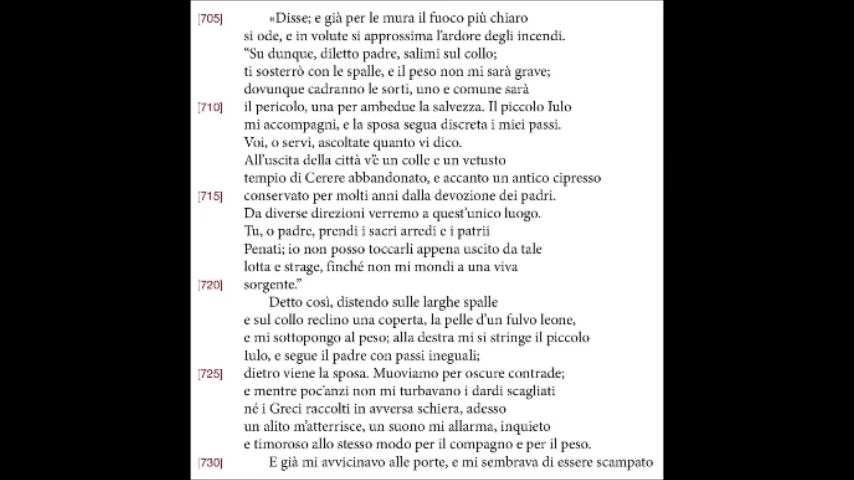 [705] «Disse; e già per le mura il fuoco più chiaro
si ode, e in volute si approssima l'ardore degli incendi.
“Su dunque, diletto padre, salimi sul collo;
ti sosterrò con le spalle, e il peso non mi sarà grave;
dovunque cadranno le sorti, uno e comune sarà
[710] il pericolo, una per ambedue la salvezza. Il piccolo Iulo
mi accompagni, e la sposa segua discreta i miei passi.
Voi, o servi, ascoltate quanto vi dico.
All'uscita della città v'è un colle e un vetusto
tempio di Cerere abbandonato, e accanto un antico cipresso
[715] conservato per molti anni dalla devozione dei padri.
Da diverse direzioni verremo a quest'unico luogo.
Tu, o padre, prendi i sacri arredi e i patrii
Penati; io non posso toccarli appena uscito da tale
lotta e strage, finché non mi mondi a una viva
[720] sorgente.”
Detto così, distendo sulle larghe spalle
e sul collo reclino una coperta, la pelle d'un fulvo leone,
e mi sottopongo al peso; alla destra mi si stringe il piccolo
Iulo, e segue il padre con passi ineguali;
[725] dietro viene la sposa. Muoviamo per oscure contrade;
e mentre poc'anzi non mi turbavano i dardi scagliati
né i Greci raccolti in avversa schiera, adesso
un alito m'atterrisce, un suono mi allarma, inquieto
e timoroso allo stesso modo per il compagno e per il peso.
[730] E già mi avvicinavo alle porte, e mi sembrava di essere scampato